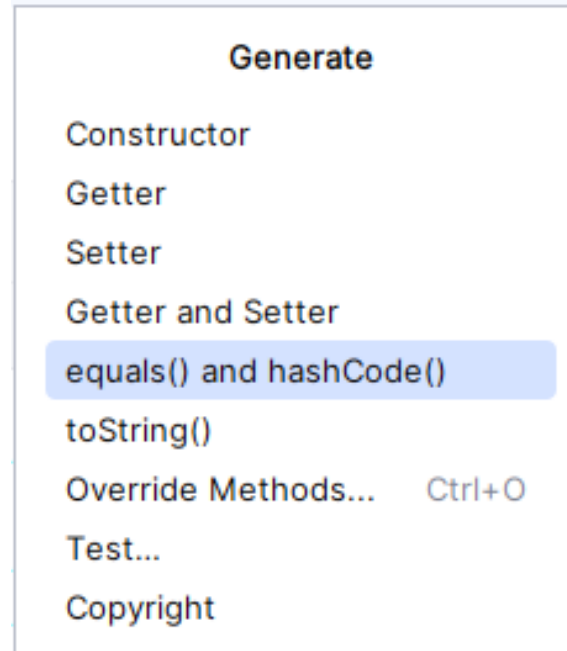 Generate
Constructor
Getter
Setter
Getter and Setter
equals() and hashCode()
toString()
Override Methods... Ctrl+O
Test...
Copyright